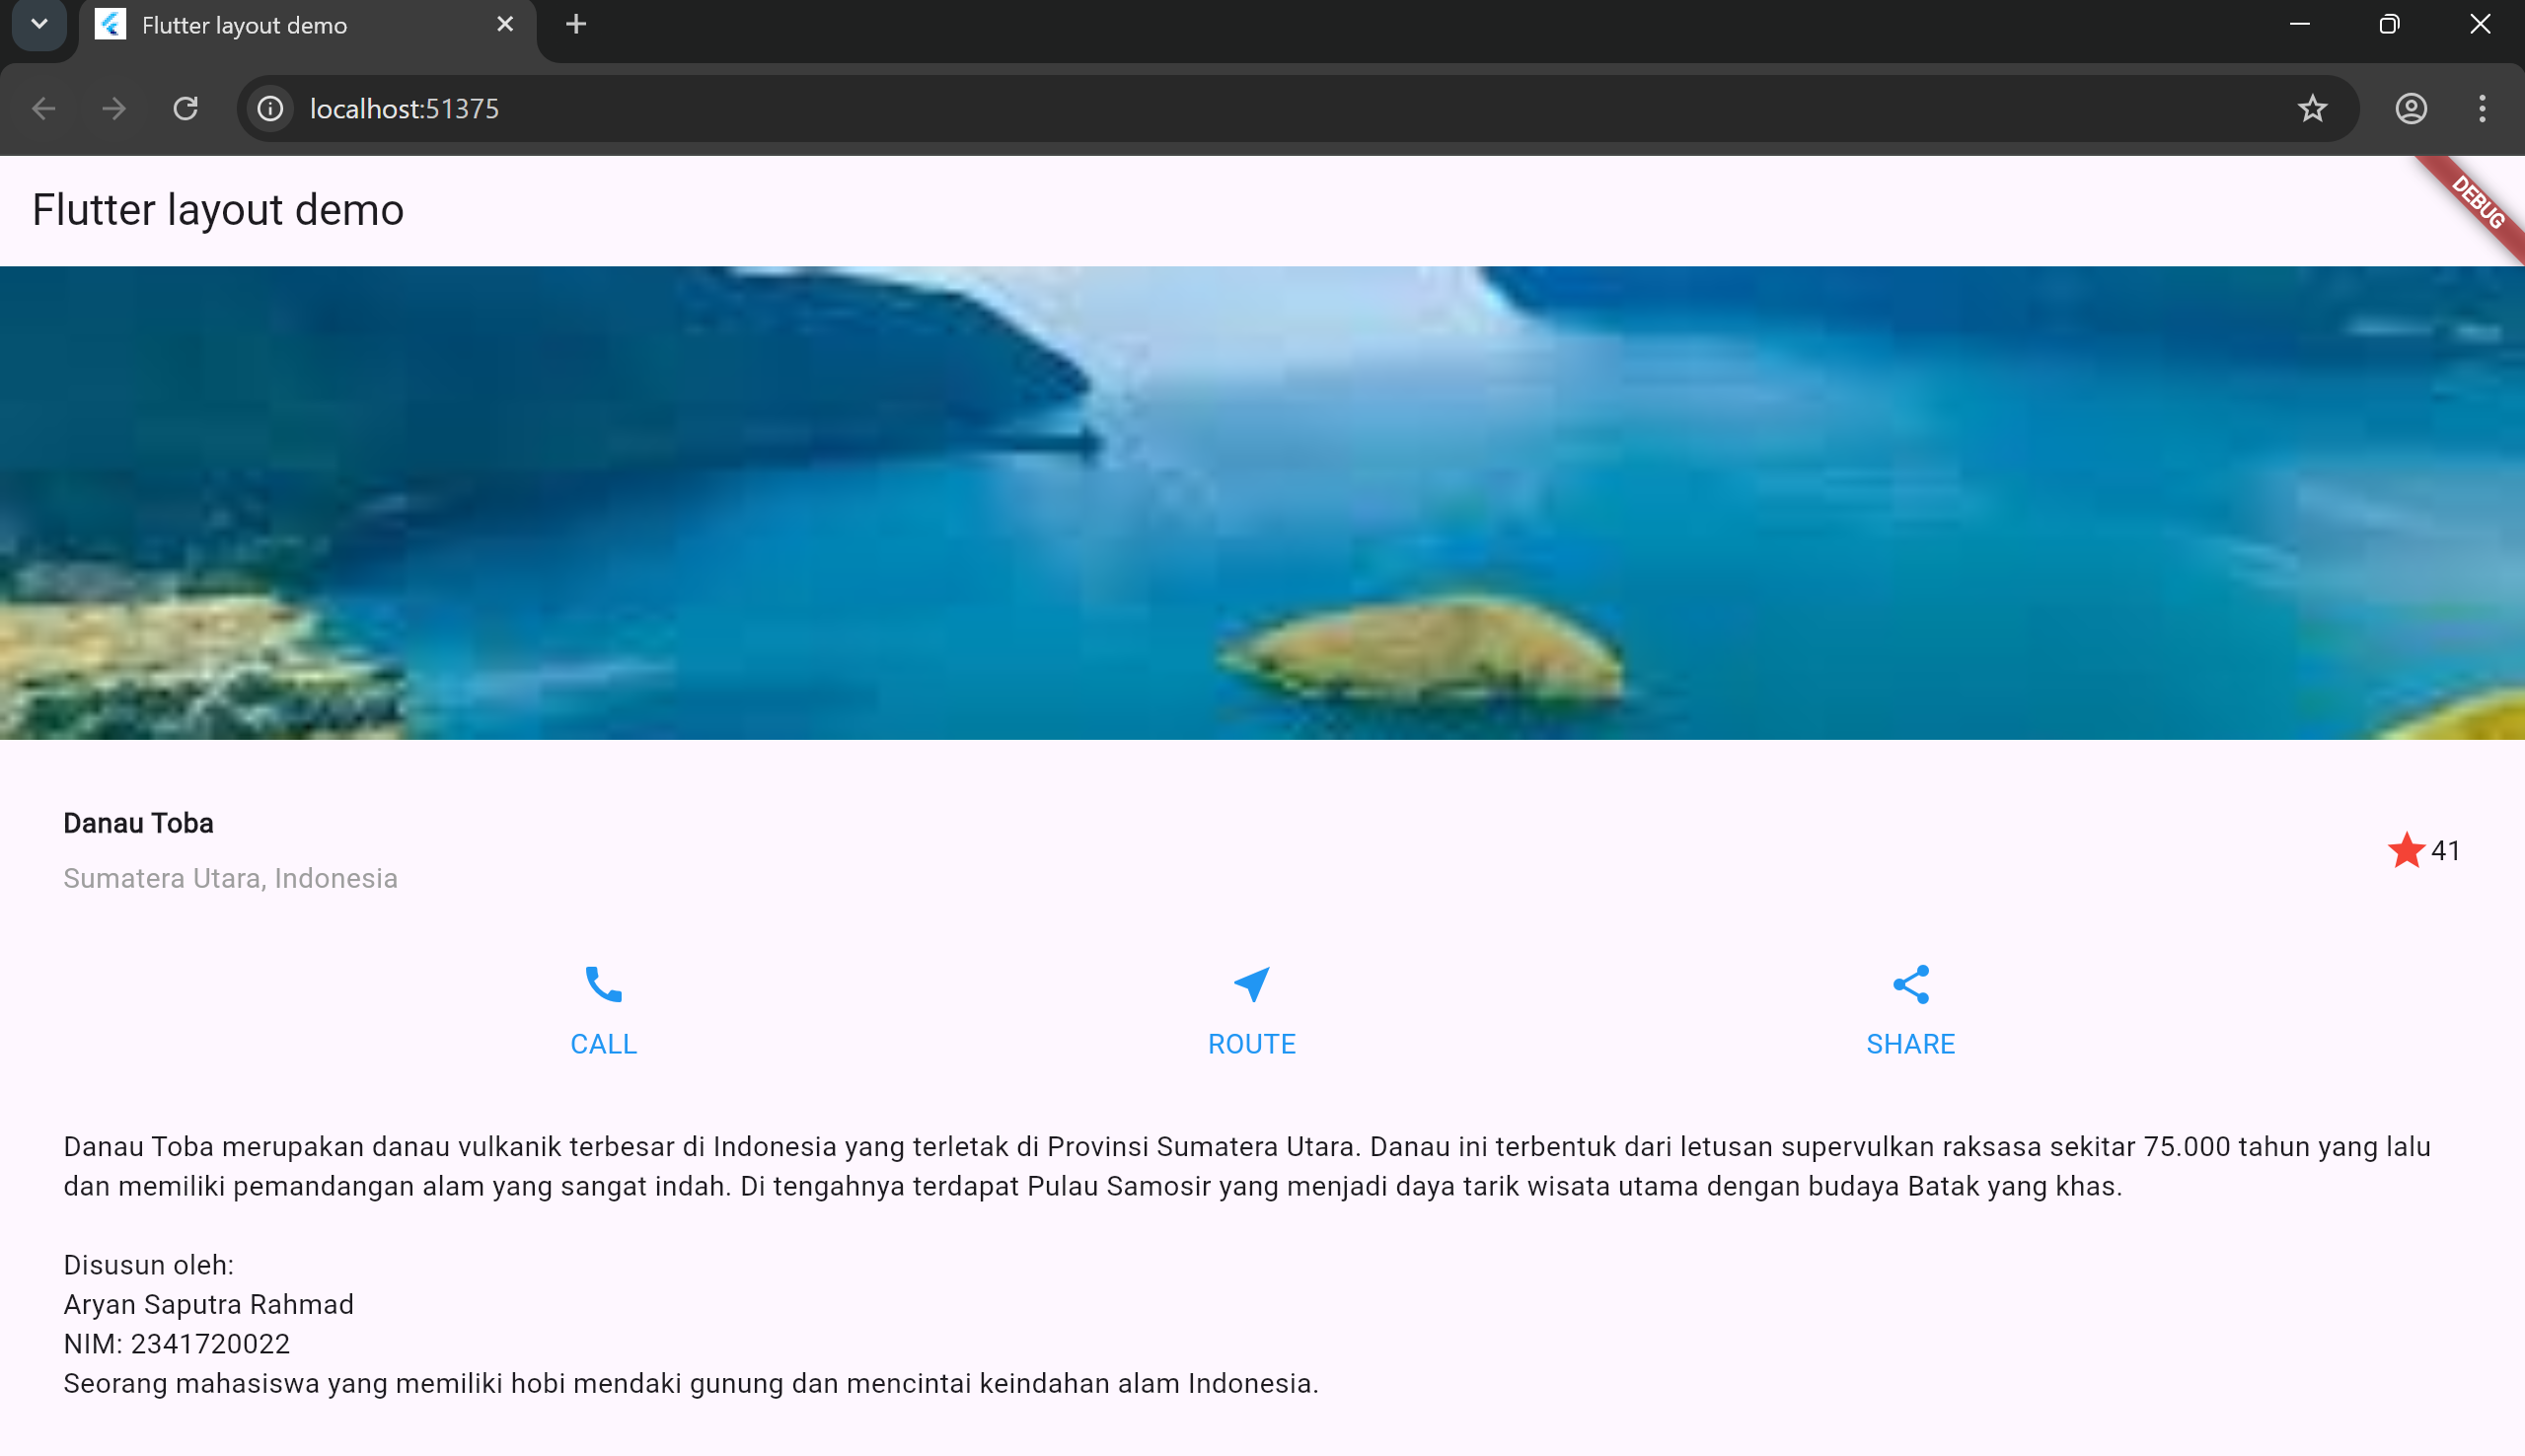 Flutter layout demo
localhost:51375
Flutter layout demo
DEBUG
Danau Toba
Sumatera Utara, Indonesia
41
CALL
ROUTE
SHARE
Danau Toba merupakan danau vulkanik terbesar di Indonesia yang terletak di Provinsi Sumatera Utara. Danau ini terbentuk dari letusan supervulkan raksasa sekitar 75.000 tahun yang lalu
dan memiliki pemandangan alam yang sangat indah. Di tengahnya terdapat Pulau Samosir yang menjadi daya tarik wisata utama dengan budaya Batak yang khas.
Disusun oleh:
Aryan Saputra Rahmad
NIM: 2341720022
Seorang mahasiswa yang memiliki hobi mendaki gunung dan mencintai keindahan alam Indonesia.